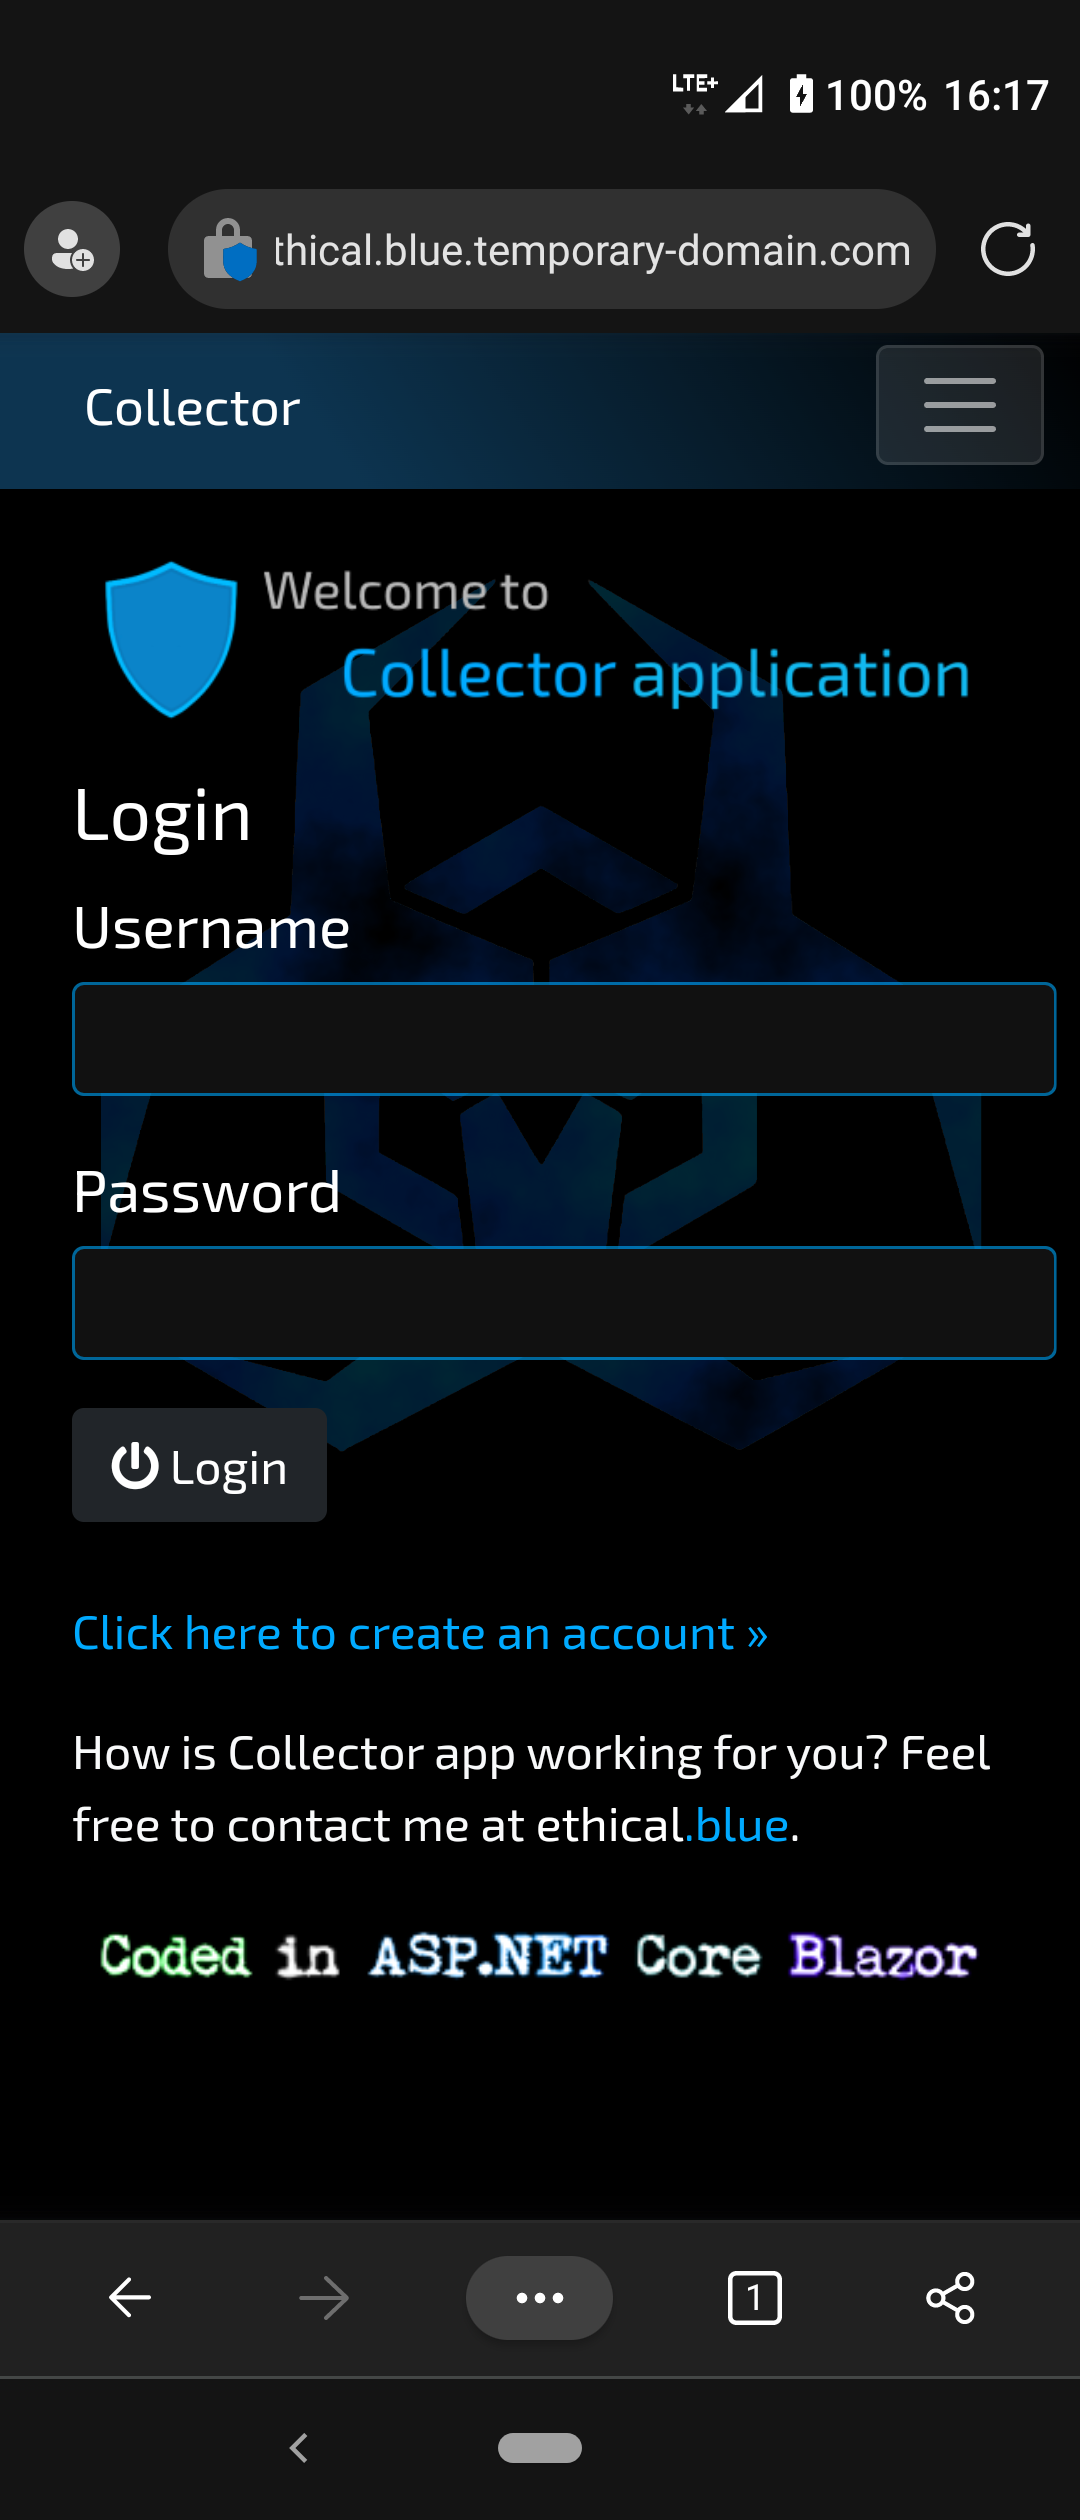 LTE+ 100% 16:17
thical.blue.temporary-domain.com
Collector
Welcome to
Collector application
Login
Username
Password
Login
Click here to create an account »
How is Collector app working for you? Feel
free to contact me at ethical.blue.
Coded in ASP.NET Core Blazor
1